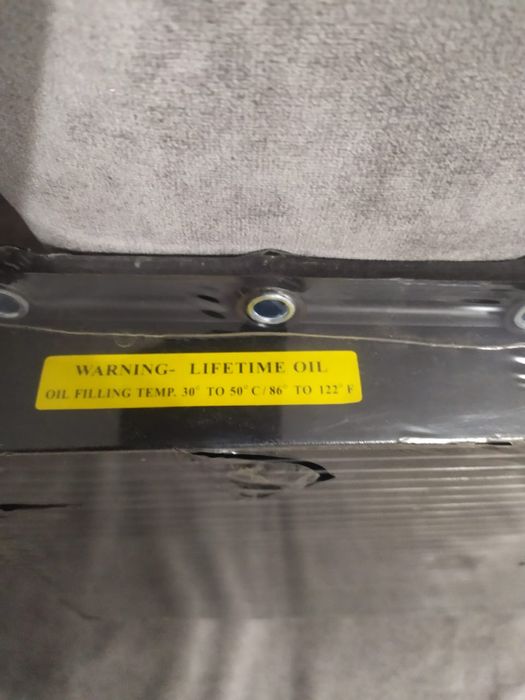 WARNING- LIFETIME OIL
OIL FILLING TEMP. 30° TO 50° C / 86° TO 122° F